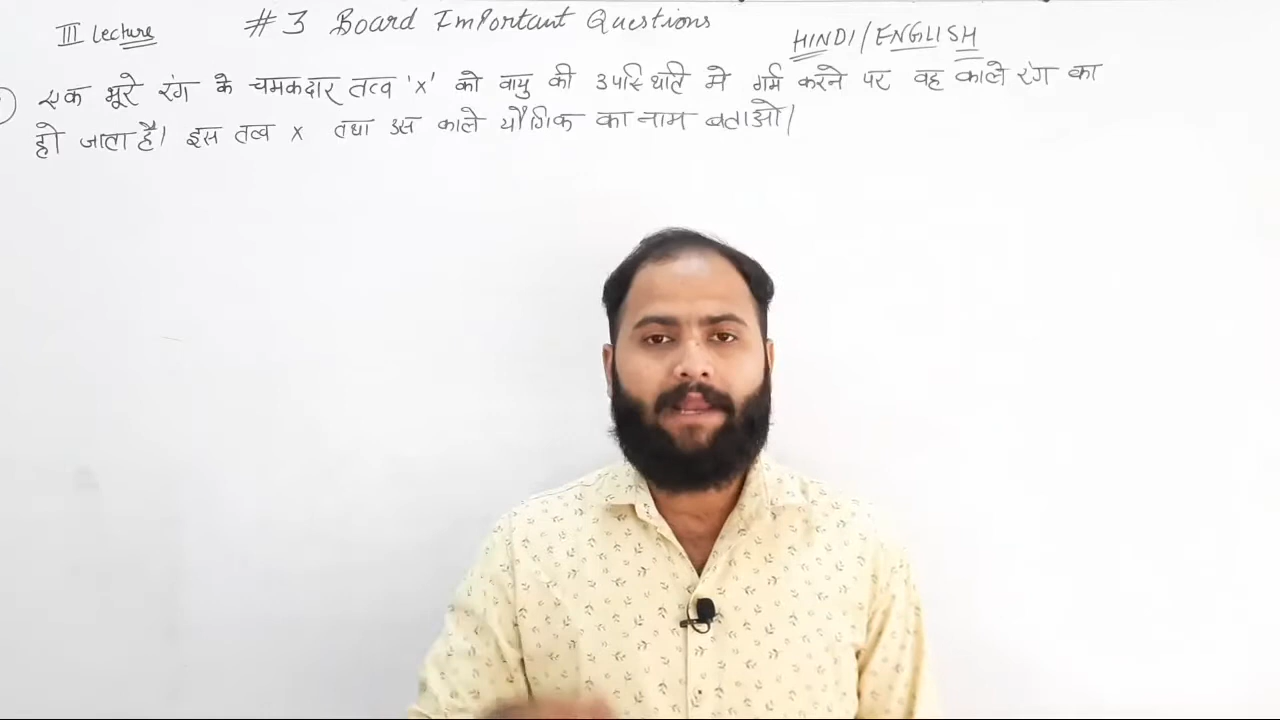 III Lecture
# 3 Board Important Questions
HINDI/ENGLISH
एक भूरे रंग के चमकदार तत्व 'x' को वायु की उपस्थिति मे गर्म करने पर वह काले रंग का
हो जाता है। इस तत्व x तथा उस काले यौगिक का नाम बताओ।